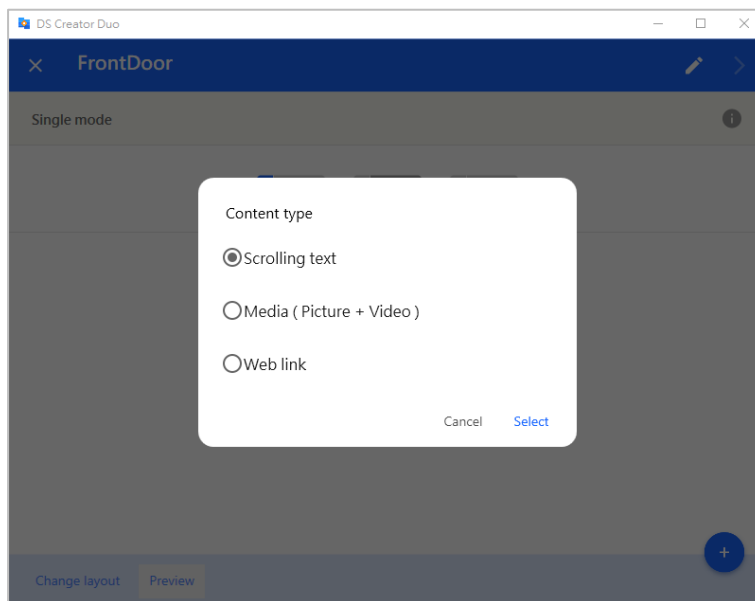 DS Creator Duo
FrontDoor
Single mode
Content type
Scrolling text
Media ( Picture + Video )
Web link
Cancel Select
Change layout Preview